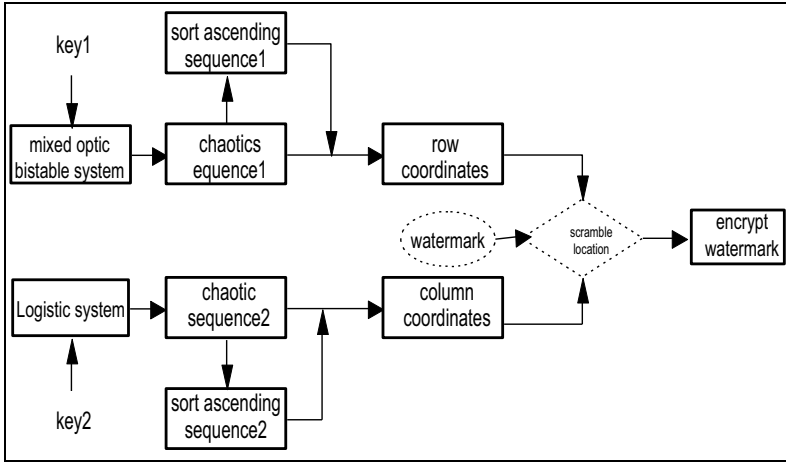 key1
sort ascending
sequence1
mixed optic
bistable system
chaotics
equence1
row
coordinates
watermark
scramble
location
encrypt
watermark
Logistic system
chaotic
sequence2
column
coordinates
key2
sort ascending
sequence2